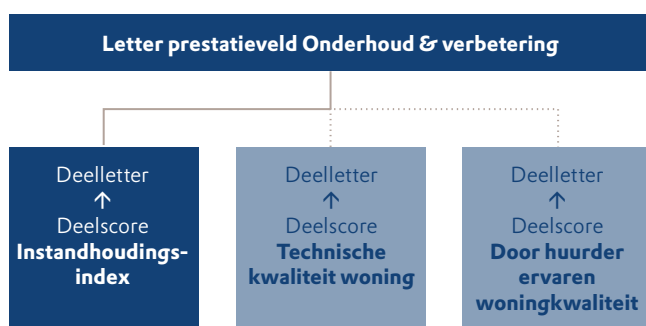 Letter prestatieveld Onderhoud & verbetering
Deelletter
↑
Deelscore
Instandhoudings-
index
Deelletter
↑
Deelscore
Technische
kwaliteit woning
Deelletter
↑
Deelscore
Door huurder
ervaren
woningkwaliteit